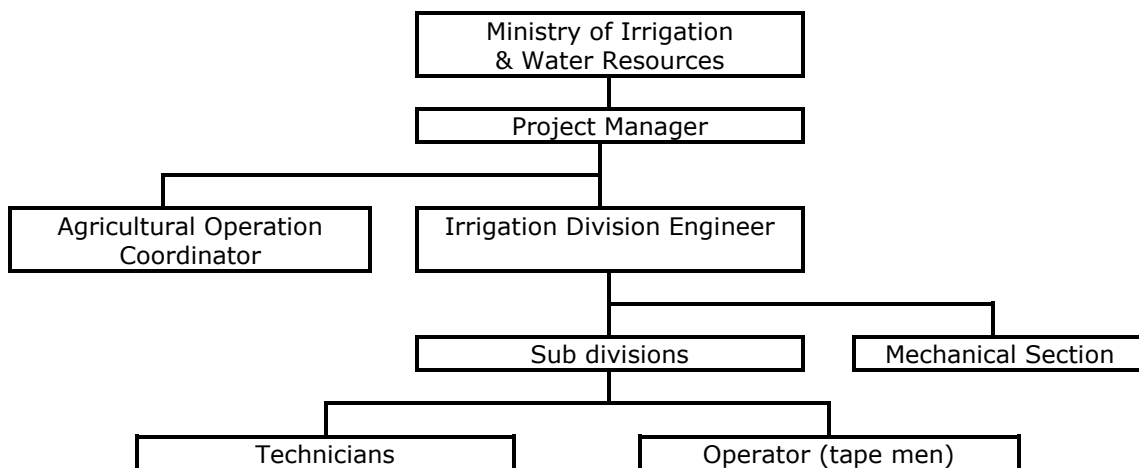 Ministry of Irrigation
& Water Resources
Project Manager
Agricultural Operation
Coordinator
Irrigation Division Engineer
Sub divisions
Mechanical Section
Technicians
Operator (tape men)